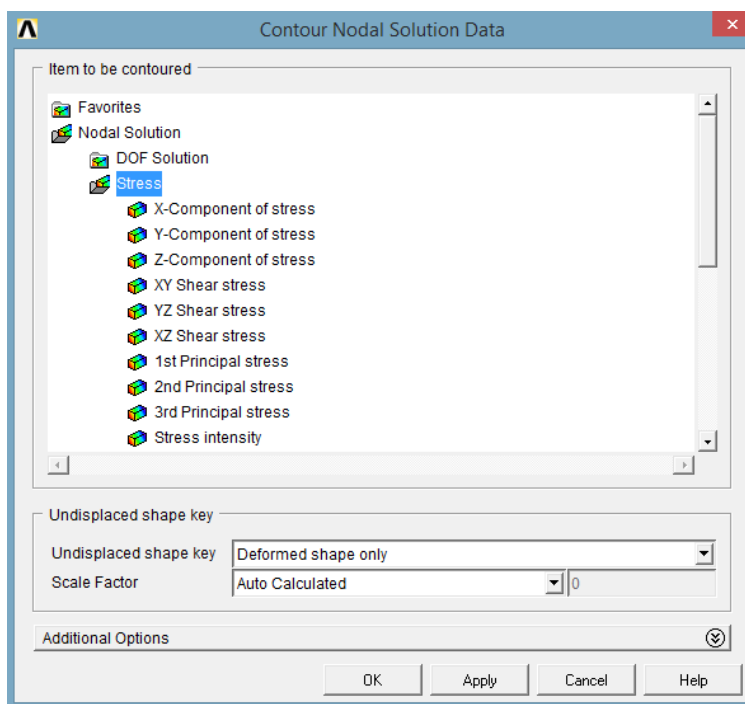 Contour Nodal Solution Data
Item to be contoured
Favorites
Nodal Solution
DOF Solution
Stress
X-Component of stress
Y-Component of stress
Z-Component of stress
XY Shear stress
YZ Shear stress
XZ Shear stress
1st Principal stress
2nd Principal stress
3rd Principal stress
Stress intensity
Undisplaced shape key
Undisplaced shape key Deformed shape only
Scale Factor Auto Calculated 0
Additional Options
OK Apply Cancel Help